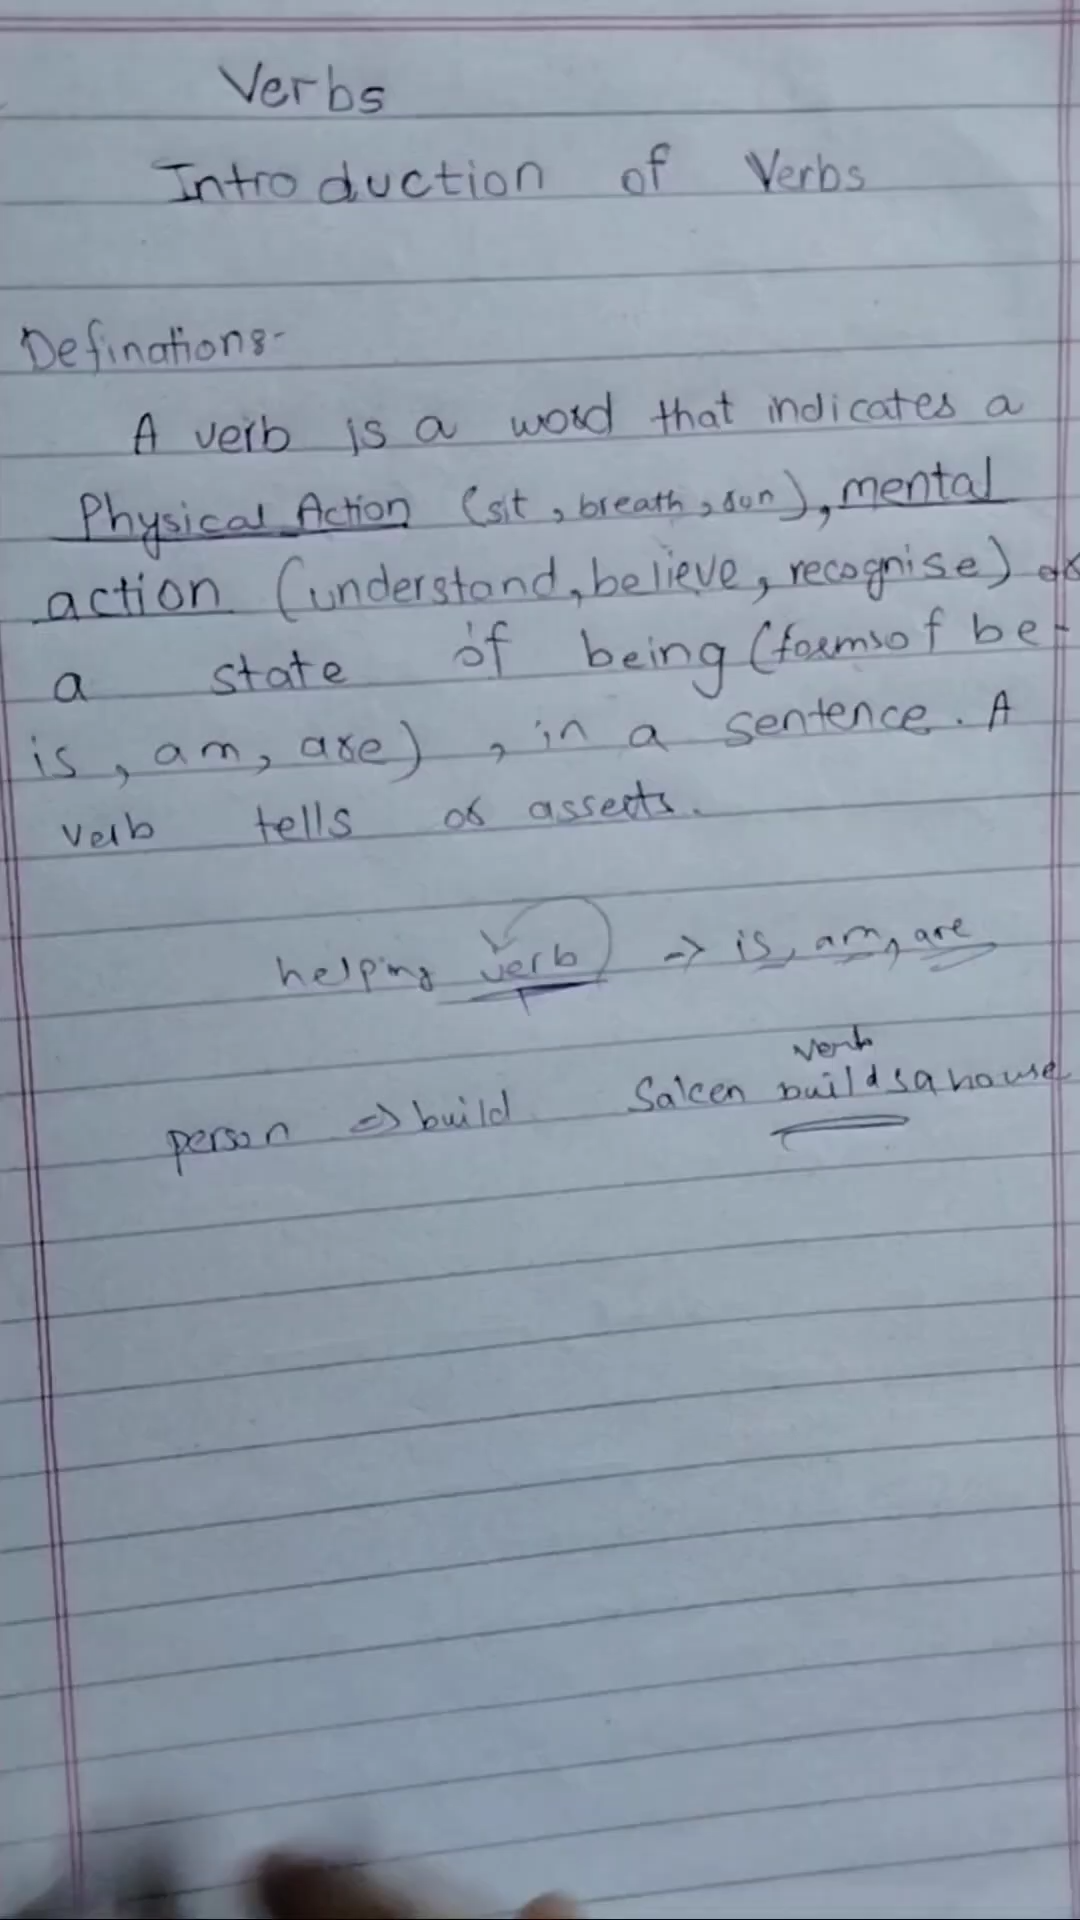 Verbs
Introduction of Verbs
Definations-
A verb is a word that indicates a
Physical Action (sit, breath, run), mental
action (understand, believe, recognise) or
a state of being (forms of be-
is, am, are) , in a sentence. A
verb tells or asserts.
helping verb -> is, am, are
verb
person => build Saleen builds a house